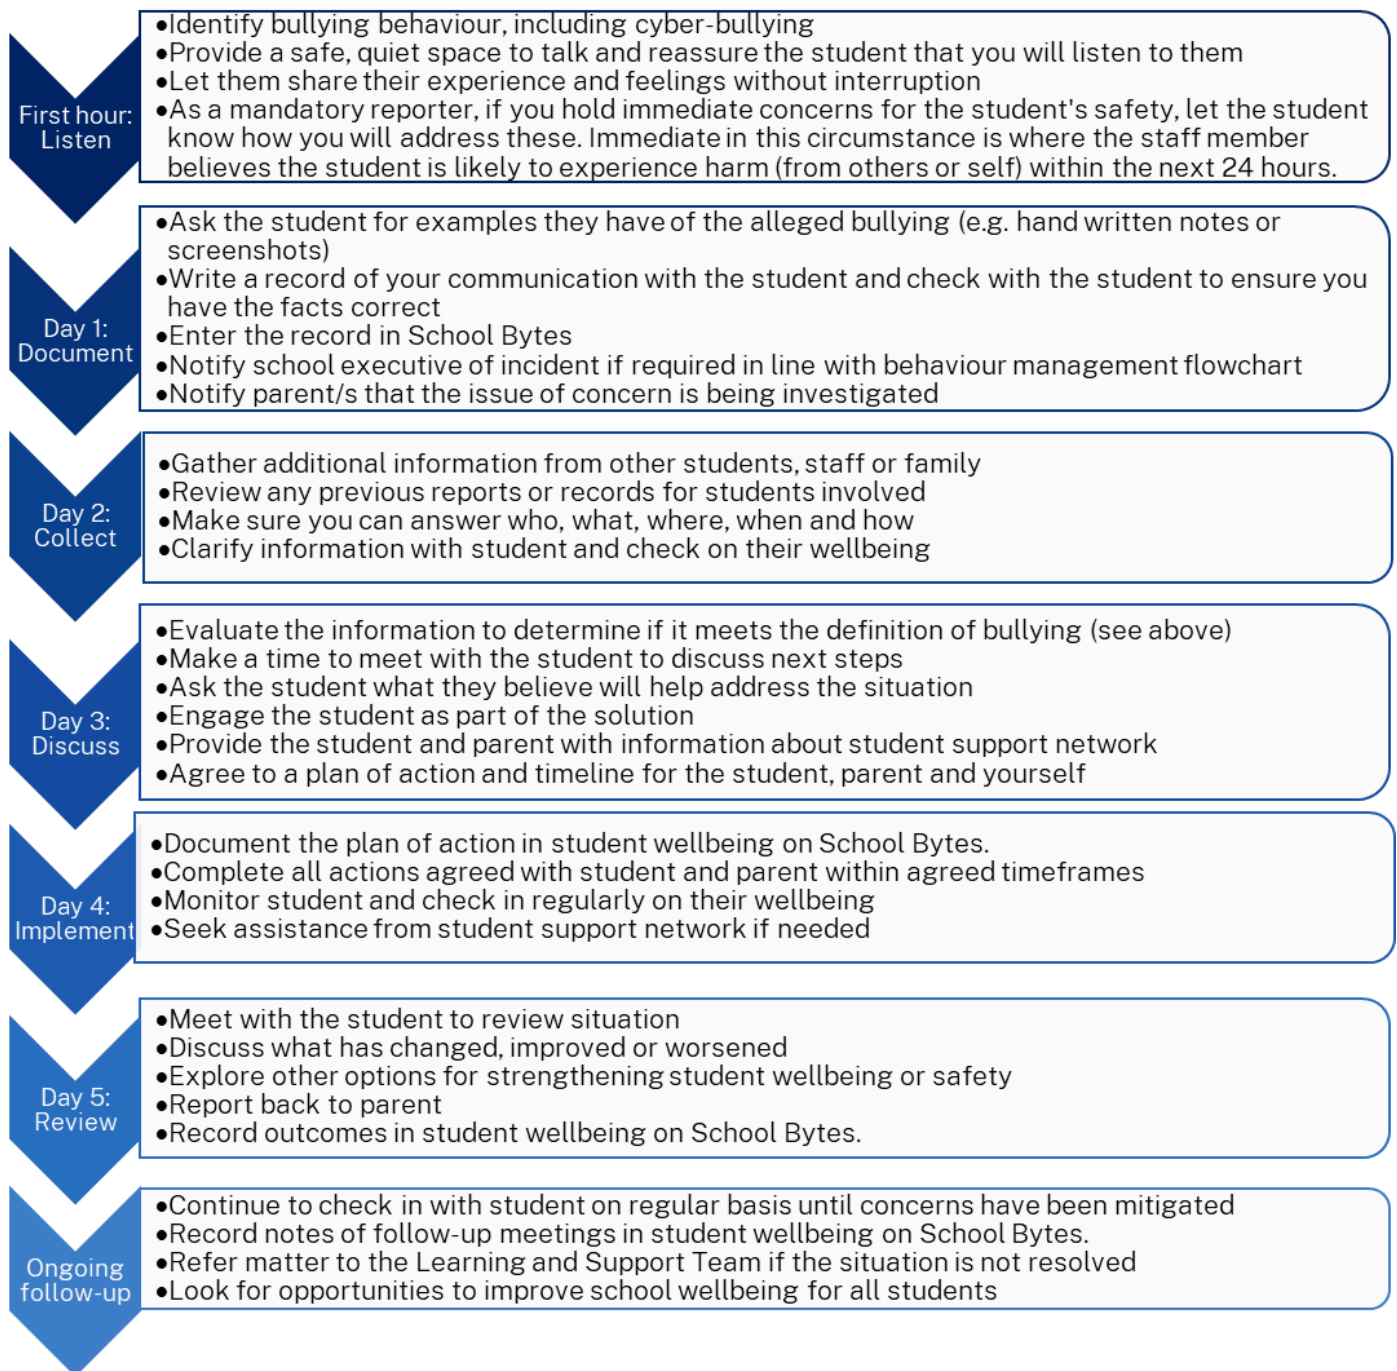 First hour:
Listen
•Identify bullying behaviour, including cyber-bullying
•Provide a safe, quiet space to talk and reassure the student that you will listen to them
•Let them share their experience and feelings without interruption
•As a mandatory reporter, if you hold immediate concerns for the student's safety, let the student
know how you will address these. Immediate in this circumstance is where the staff member
believes the student is likely to experience harm (from others or self) within the next 24 hours.
Day 1:
Document
•Ask the student for examples they have of the alleged bullying (e.g. hand written notes or
screenshots)
•Write a record of your communication with the student and check with the student to ensure you
have the facts correct
•Enter the record in School Bytes
•Notify school executive of incident if required in line with behaviour management flowchart
•Notify parent/s that the issue of concern is being investigated
Day 2:
Collect
•Gather additional information from other students, staff or family
•Review any previous reports or records for students involved
•Make sure you can answer who, what, where, when and how
•Clarify information with student and check on their wellbeing
Day 3:
Discuss
•Evaluate the information to determine if it meets the definition of bullying (see above)
•Make a time to meet with the student to discuss next steps
•Ask the student what they believe will help address the situation
•Engage the student as part of the solution
•Provide the student and parent with information about student support network
•Agree to a plan of action and timeline for the student, parent and yourself
Day 4:
Implement
•Document the plan of action in student wellbeing on School Bytes.
•Complete all actions agreed with student and parent within agreed timeframes
•Monitor student and check in regularly on their wellbeing
•Seek assistance from student support network if needed
Day 5:
Review
•Meet with the student to review situation
•Discuss what has changed, improved or worsened
•Explore other options for strengthening student wellbeing or safety
•Report back to parent
•Record outcomes in student wellbeing on School Bytes.
Ongoing
follow-up
•Continue to check in with student on regular basis until concerns have been mitigated
•Record notes of follow-up meetings in student wellbeing on School Bytes.
•Refer matter to the Learning and Support Team if the situation is not resolved
•Look for opportunities to improve school wellbeing for all students